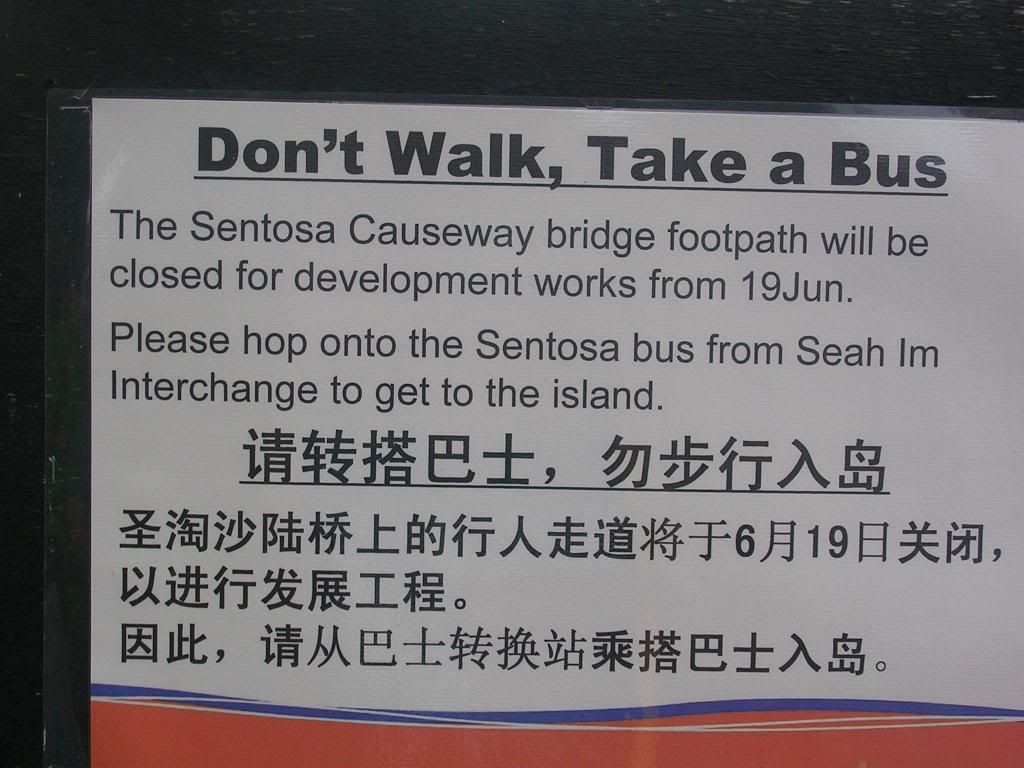 Don't Walk, Take a Bus
The Sentosa Causeway bridge footpath will be
closed for development works from 19Jun.
Please hop onto the Sentosa bus from Seah Im
Interchange to get to the island.
请转搭巴士，勿步行入岛
圣淘沙陆桥上的行人走道将于6月19日关闭，
以进行发展工程。
因此，请从巴士转换站乘搭巴士入岛。